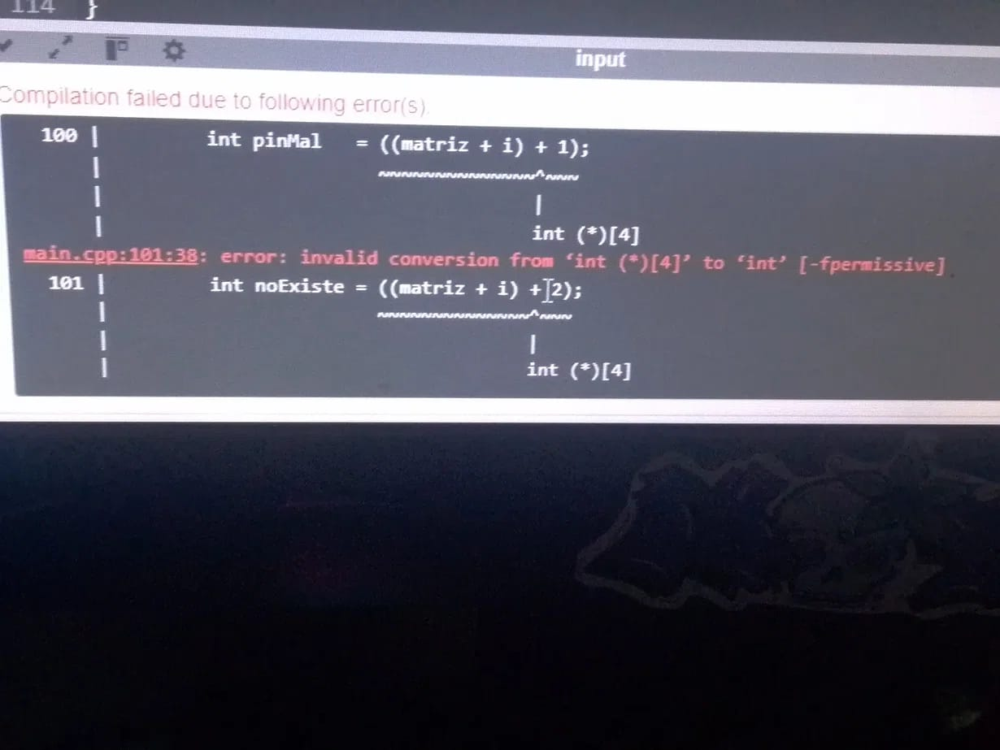 114 }
input
Compilation failed due to following error(s).
100 | int pinMal = ((matriz + i) + 1);
| ~~~~~~~~~~~~~~~^~~~
| |
| int (*)[4]
main.cpp:101:38: error: invalid conversion from ‘int (*)[4]’ to ‘int’ [-fpermissive]
101 | int noExiste = ((matriz + i) + 2);
| ~~~~~~~~~~~~~~~^~~~
| |
| int (*)[4]